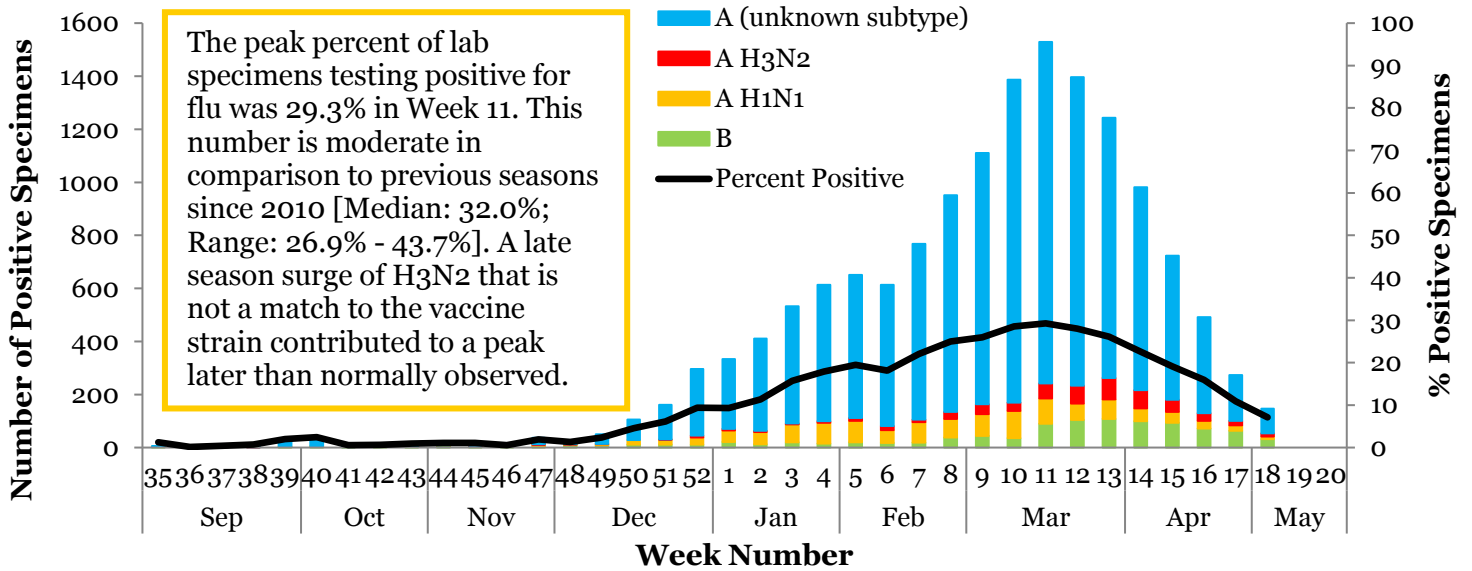 The peak percent of lab
specimens testing positive for
flu was 29.3% in Week 11. This
number is moderate in
comparison to previous seasons
since 2010 [Median: 32.0%;
Range: 26.9% - 43.7%]. A late
season surge of H3N2 that is
not a match to the vaccine
strain contributed to a peak
later than normally observed.
A (unknown subtype)
A H3N2
A H1N1
B
Percent Positive
Number of Positive Specimens
1600
1400
1200
1000
800
600
400
200
0
100
90
80
70
60
50
40
30
20
10
0
% Positive Specimens
35 36 37 38 39 40 41 42 43 44 45 46 47 48 49 50 51 52 1 2 3 4 5 6 7 8 9 10 11 12 13 14 15 16 17 18 19 20
Sep Oct Nov Dec Jan Feb Mar Apr May
Week Number